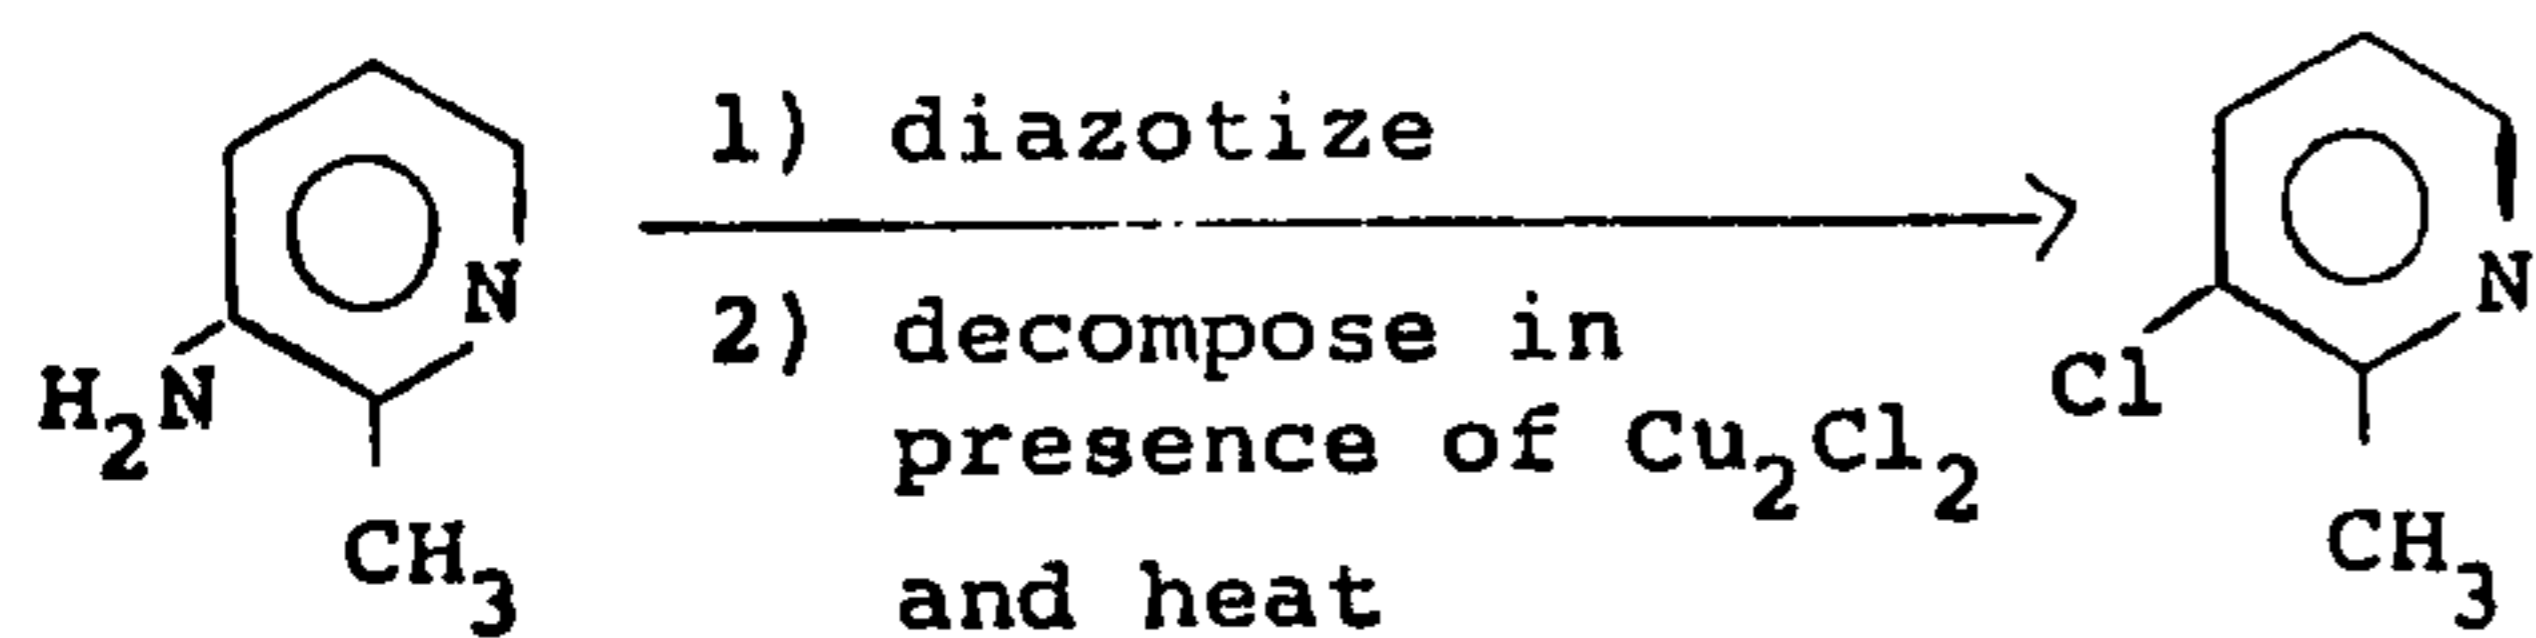 1) diazotize
2) decompose in
presence of Cu₂Cl₂
and heat
N
H₂N
CH₃
N
Cl
CH₃